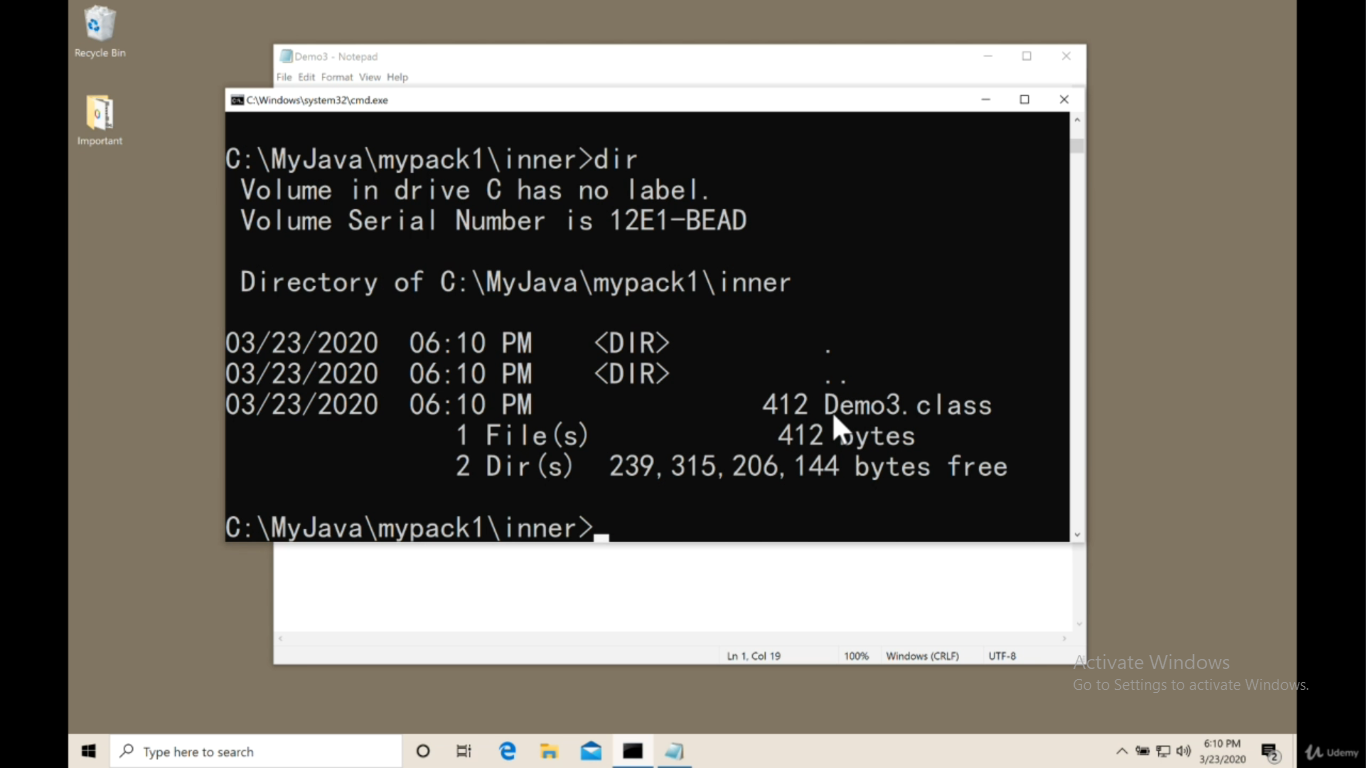 Recycle Bin
Important
Demo3 - Notepad
File Edit Format View Help
C:\Windows\system32\cmd.exe
C:\MyJava\mypack1\inner>dir
Volume in drive C has no label.
Volume Serial Number is 12E1-BEAD
Directory of C:\MyJava\mypack1\inner
03/23/2020 06:10 PM <DIR> .
03/23/2020 06:10 PM <DIR> ..
03/23/2020 06:10 PM 412 Demo3.class
1 File(s) 412 bytes
2 Dir(s) 239,315,206,144 bytes free
C:\MyJava\mypack1\inner>
Ln 1, Col 19 100% Windows (CRLF) UTF-8
Activate Windows
Go to Settings to activate Windows.
Type here to search
6:10 PM
3/23/2020
2
Udemy